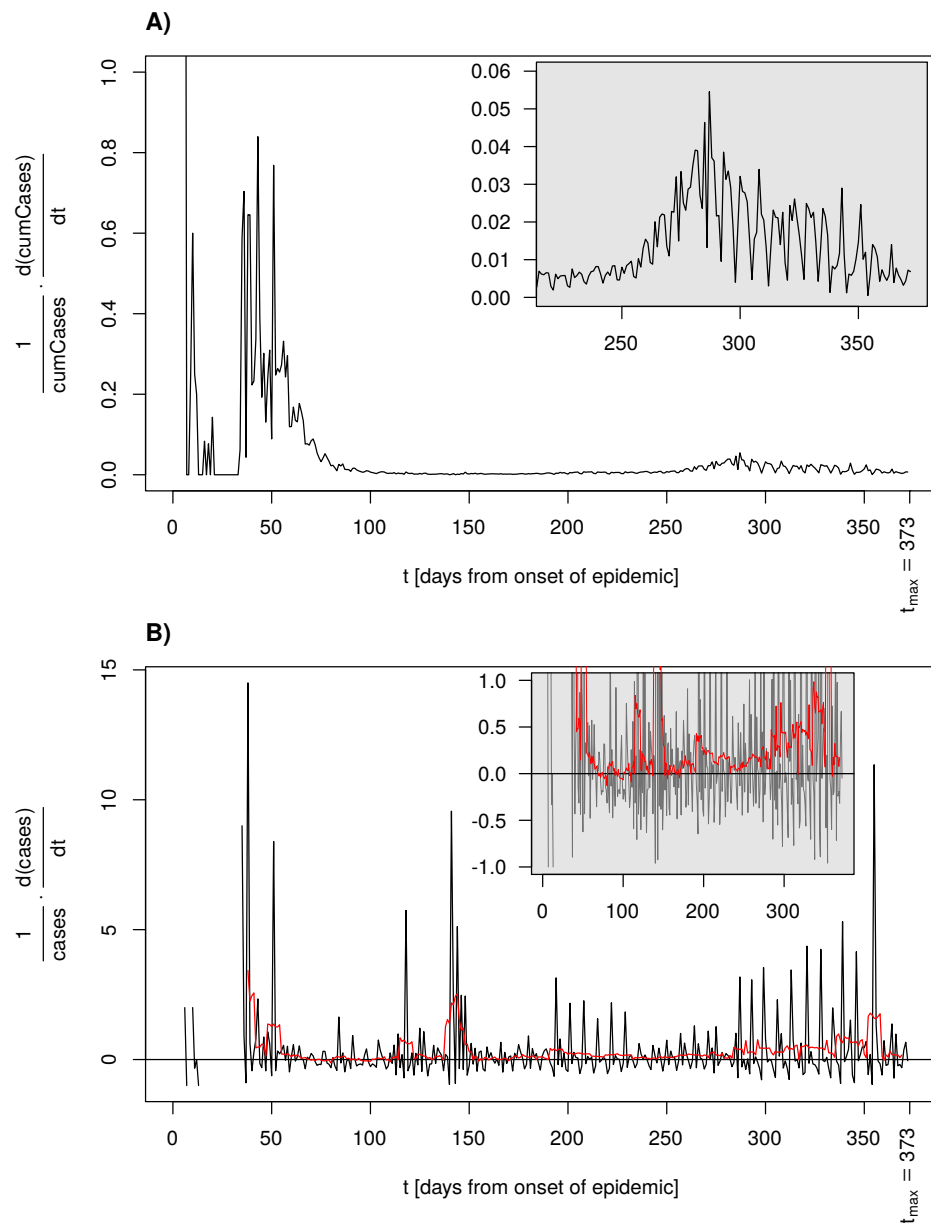 A)
1
cumCases
·
d(cumCases)
dt
0.0
0.2
0.4
0.6
0.8
1.0
0.06
0.05
0.04
0.03
0.02
0.01
0.00
250 300 350
0 50 100 150 200 250 300 350
t [days from onset of epidemic]
tmax = 373
B)
1
cases
·
d(cases)
dt
15
10
5
0
1.0
0.5
0.0
-0.5
-1.0
0 100 200 300
0 50 100 150 200 250 300 350
t [days from onset of epidemic]
tmax = 373